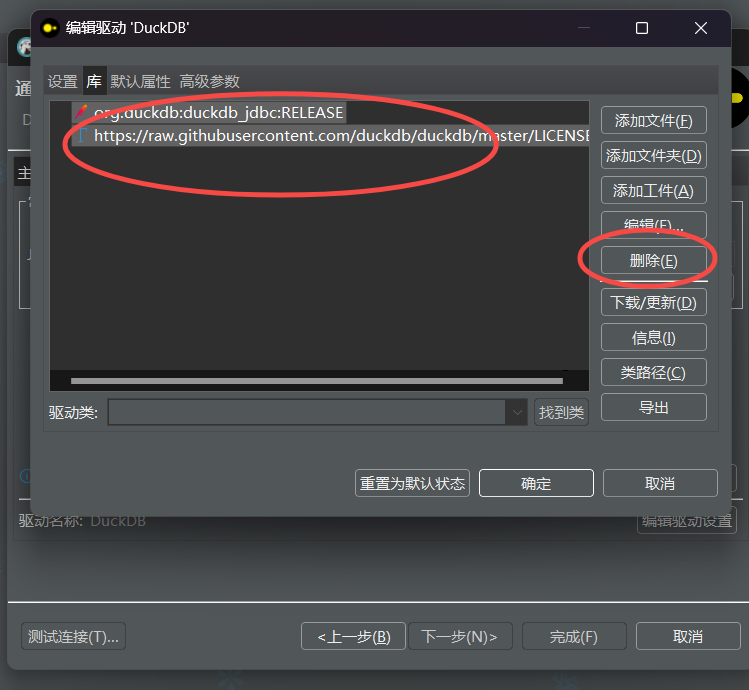 编辑驱动 'DuckDB'
通
D
主
设置 库 默认属性 高级参数
org.duckdb:duckdb_jdbc:RELEASE
https://raw.githubusercontent.com/duckdb/duckdb/master/LICENSE
添加文件(F)
添加文件夹(D)
添加工件(A)
编辑(E)...
删除(E)
下载/更新(D)
信息(I)
类路径(C)
导出
驱动类:
找到类
重置为默认状态 确定 取消
驱动名称: DuckDB
编辑驱动设置
测试连接(T)... <上一步(B) 下一步(N)> 完成(F) 取消